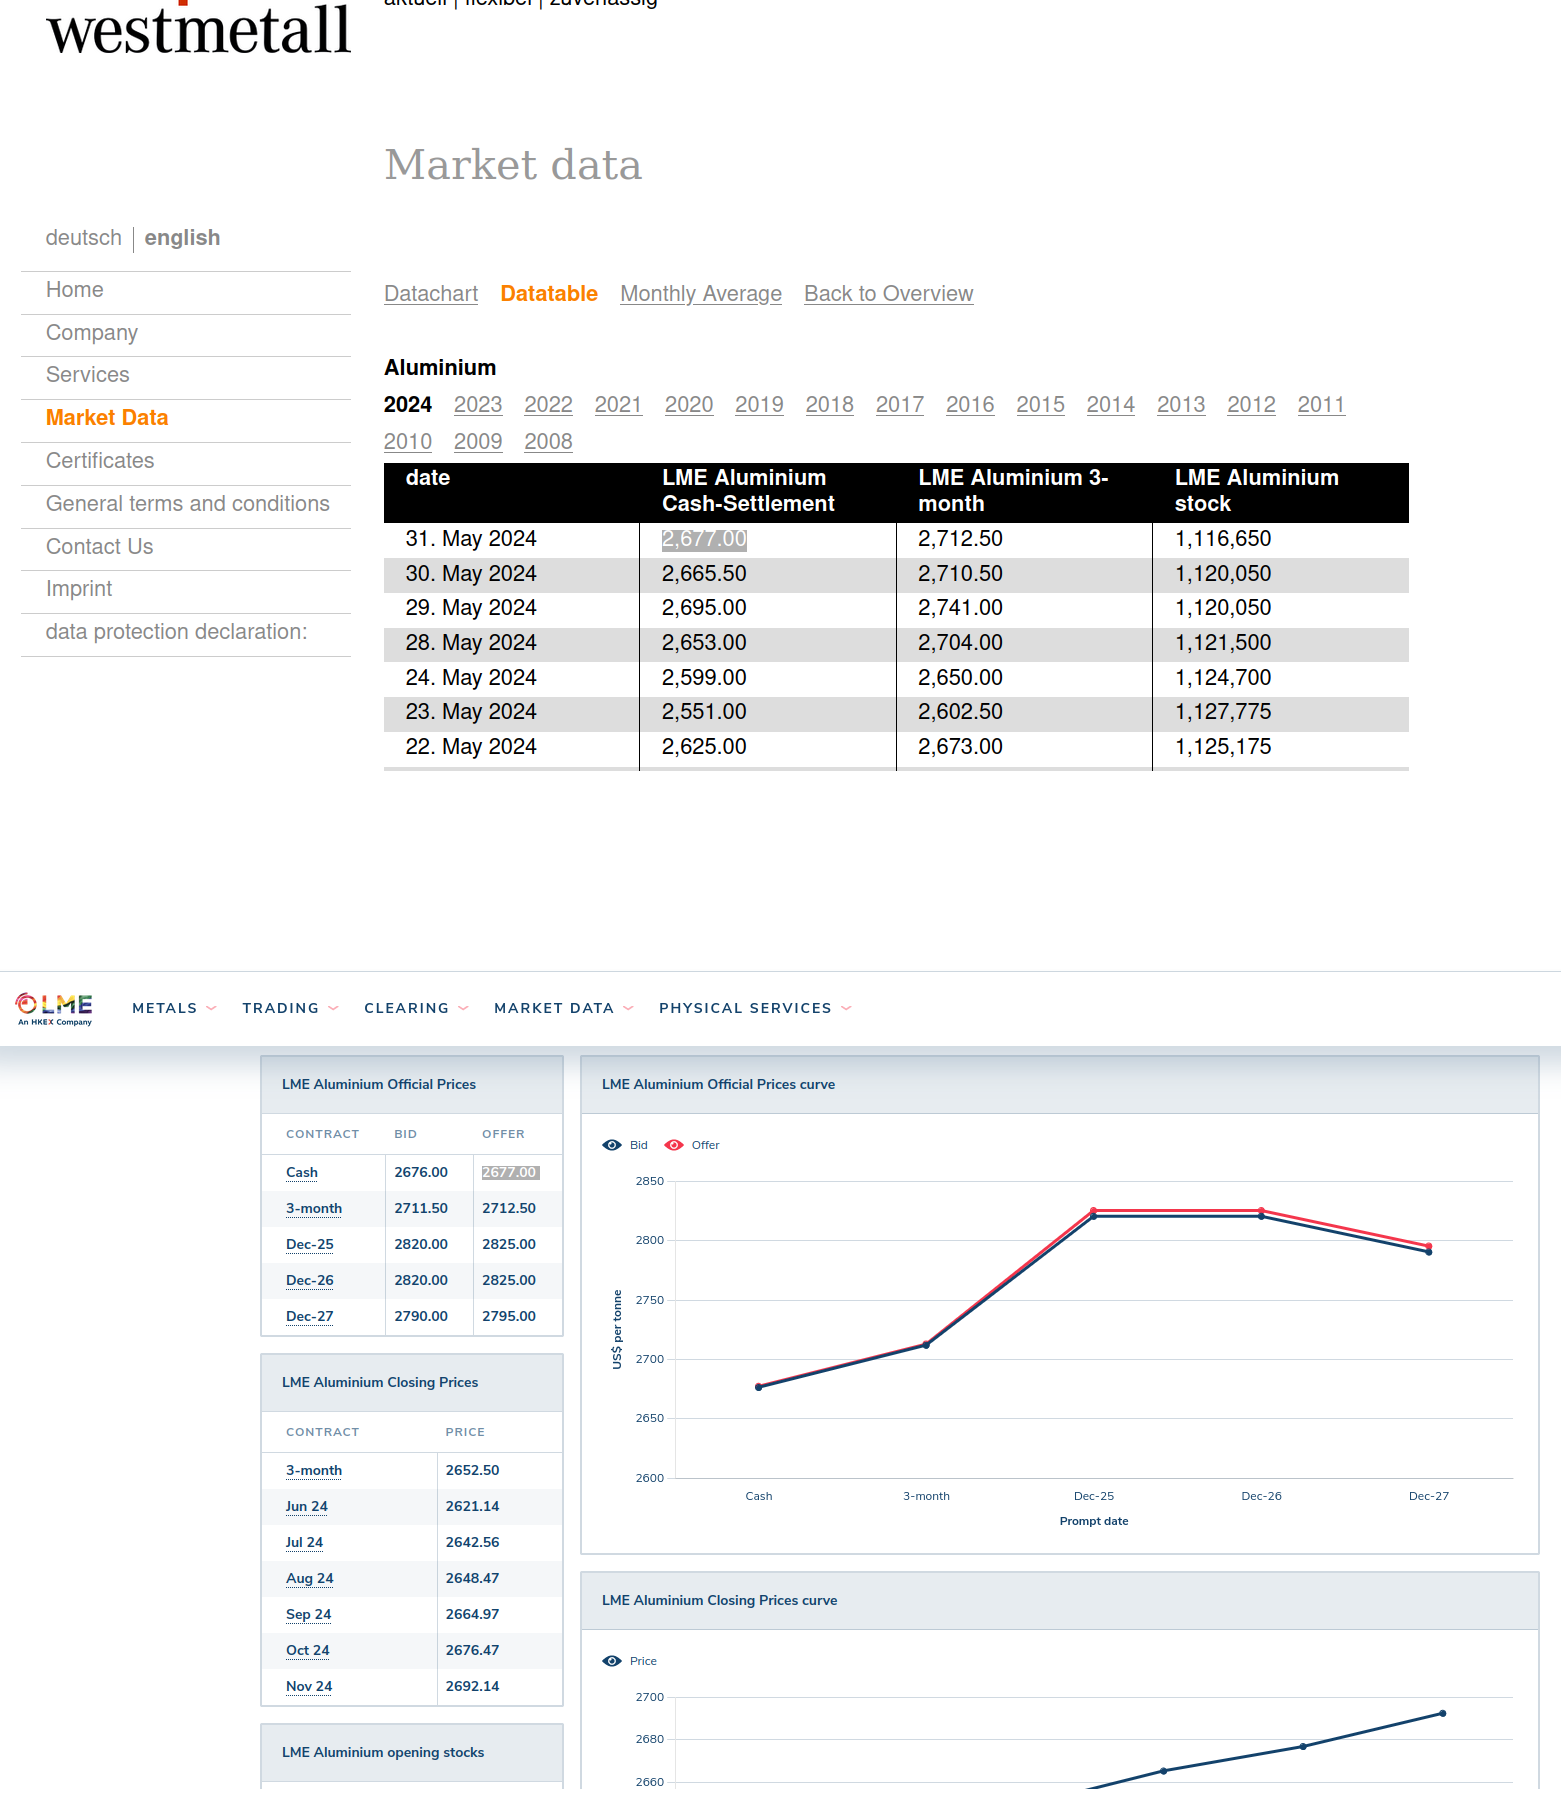 westmetall
aktuell | flexibel | zuverlässig
Market data
deutsch | english
Home
Company
Services
Market Data
Certificates
General terms and conditions
Contact Us
Imprint
data protection declaration:
Datachart Datatable Monthly Average Back to Overview
Aluminium
2024 2023 2022 2021 2020 2019 2018 2017 2016 2015 2014 2013 2012 2011
2010 2009 2008
date LME Aluminium Cash-Settlement LME Aluminium 3-month LME Aluminium stock
31. May 2024 2,677.00 2,712.50 1,116,650
30. May 2024 2,665.50 2,710.50 1,120,050
29. May 2024 2,695.00 2,741.00 1,120,050
28. May 2024 2,653.00 2,704.00 1,121,500
24. May 2024 2,599.00 2,650.00 1,124,700
23. May 2024 2,551.00 2,602.50 1,127,775
22. May 2024 2,625.00 2,673.00 1,125,175
LME
An HKEX Company
METALS TRADING CLEARING MARKET DATA PHYSICAL SERVICES
LME Aluminium Official Prices
CONTRACT BID OFFER
Cash 2676.00 2677.00
3-month 2711.50 2712.50
Dec-25 2820.00 2825.00
Dec-26 2820.00 2825.00
Dec-27 2790.00 2795.00
LME Aluminium Closing Prices
CONTRACT PRICE
3-month 2652.50
Jun 24 2621.14
Jul 24 2642.56
Aug 24 2648.47
Sep 24 2664.97
Oct 24 2676.47
Nov 24 2692.14
LME Aluminium opening stocks
LME Aluminium Official Prices curve
Bid Offer
2850
2800
2750
2700
2650
2600
US$ per tonne
Cash 3-month Dec-25 Dec-26 Dec-27
Prompt date
LME Aluminium Closing Prices curve
Price
2700
2680
2660